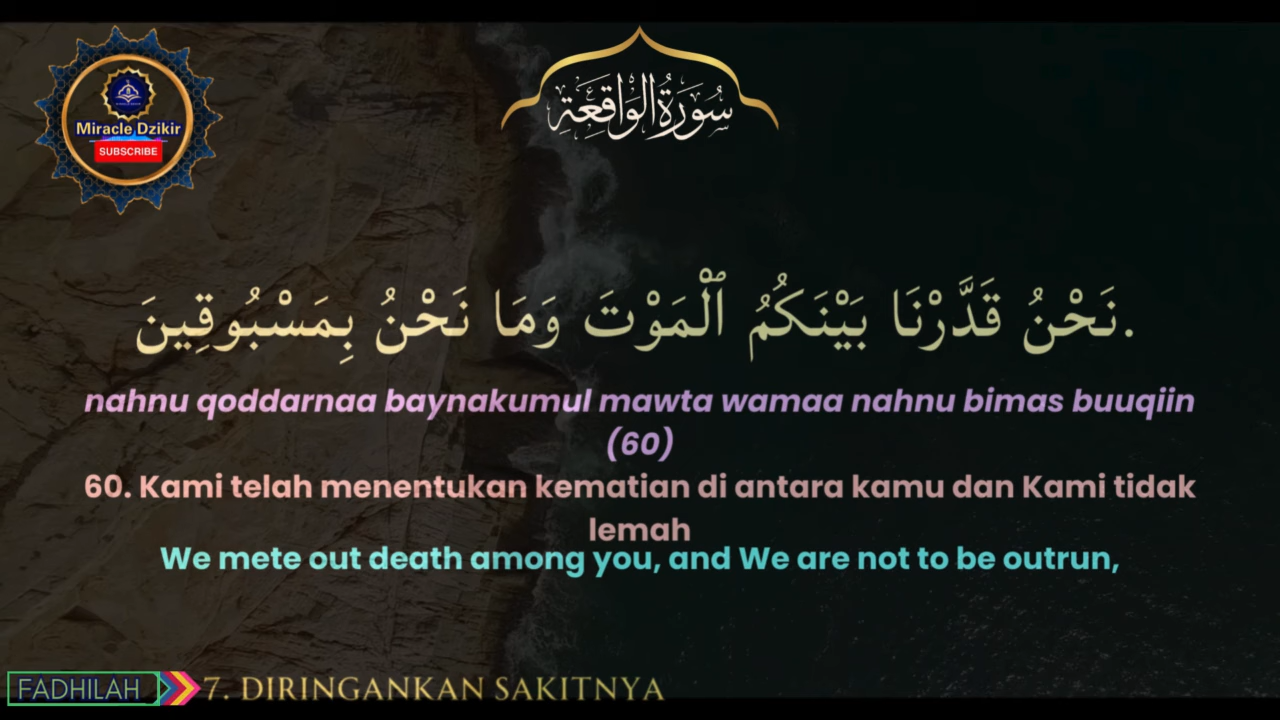 Miracle Dzikir
SUBSCRIBE
سُورَةُ الْوَاقِعَةِ
نَحْنُ قَدَّرْنَا بَيْنَكُمُ ٱلْمَوْتَ وَمَا نَحْنُ بِمَسْبُوقِينَ.
nahnu qoddarnaa baynakumul mawta wamaa nahnu bimas buuqiin
(60)
60. Kami telah menentukan kematian di antara kamu dan Kami tidak
lemah
We mete out death among you, and We are not to be outrun,
FADHILAH 7. DIRINGANKAN SAKITNYA